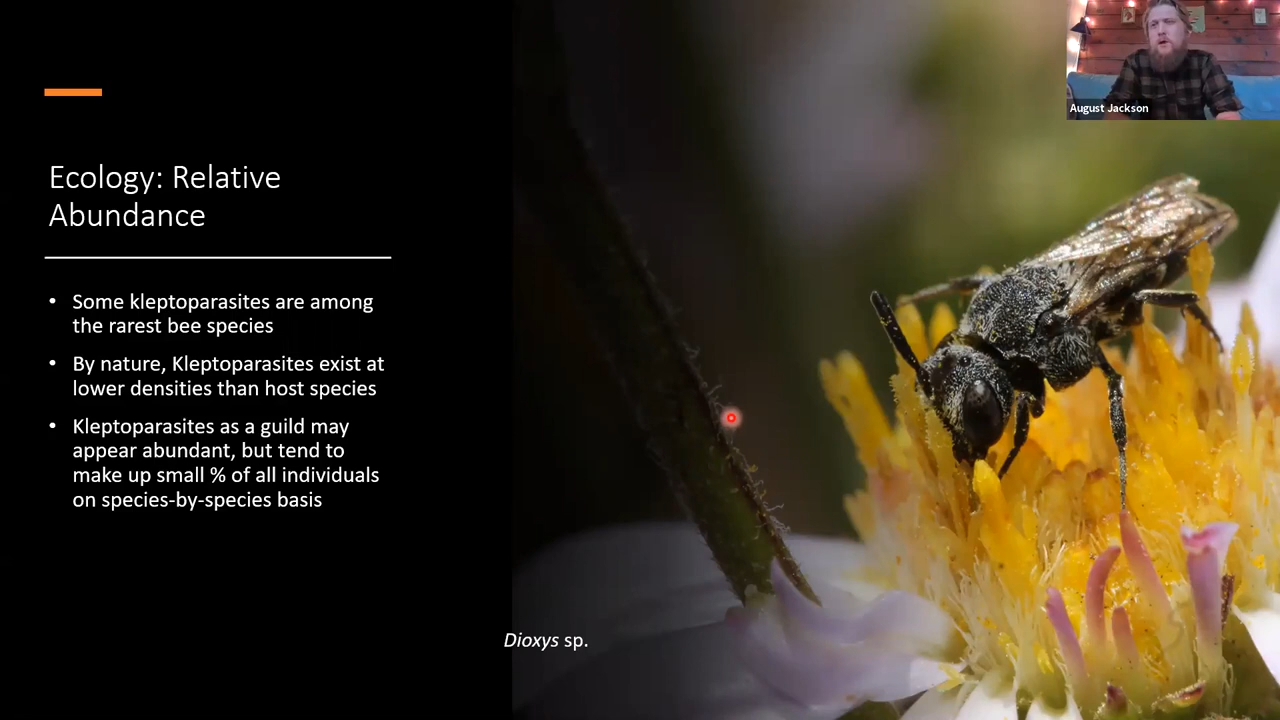 August Jackson
Ecology: Relative
Abundance
• Some kleptoparasites are among
the rarest bee species
• By nature, Kleptoparasites exist at
lower densities than host species
• Kleptoparasites as a guild may
appear abundant, but tend to
make up small % of all individuals
on species-by-species basis
Dioxys sp.